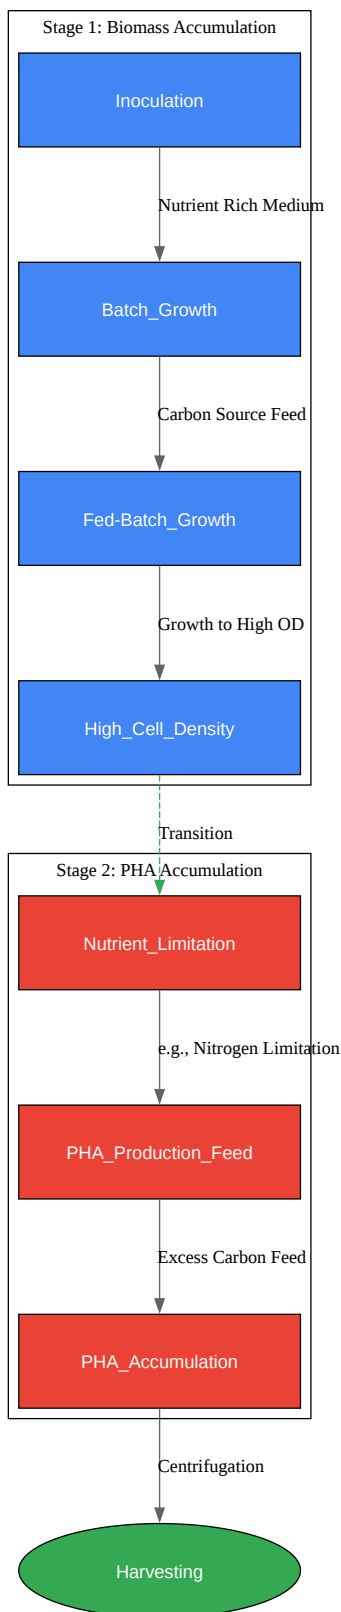 Stage 1: Biomass Accumulation
Inoculation
Nutrient Rich Medium
Batch_Growth
Carbon Source Feed
Fed-Batch_Growth
Growth to High OD
High_Cell_Density
Transition
Stage 2: PHA Accumulation
Nutrient_Limitation
e.g., Nitrogen Limitation
PHA_Production_Feed
Excess Carbon Feed
PHA_Accumulation
Centrifugation
Harvesting